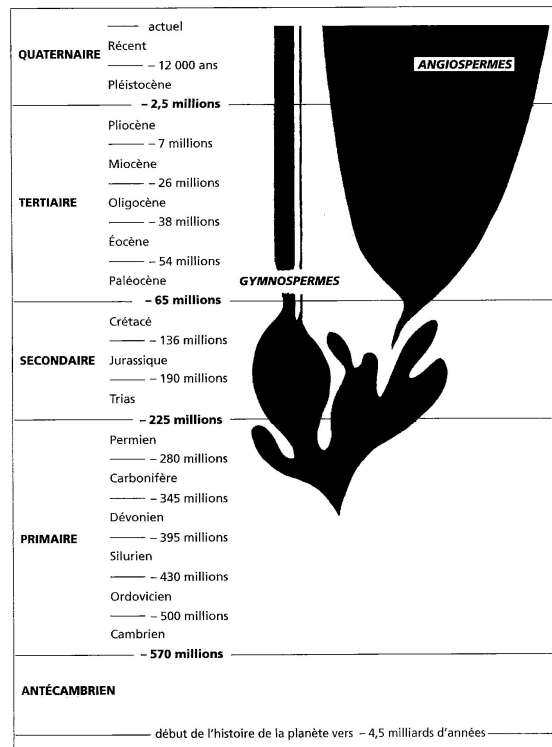 actuel
QUATERNAIRE
Récent
– 12 000 ans
Pléistocène
– 2,5 millions
Pliocène
– 7 millions
Miocène
– 26 millions
TERTIAIRE
Oligocène
– 38 millions
Éocène
– 54 millions
Paléocène
– 65 millions
Crétacé
– 136 millions
SECONDAIRE
Jurassique
– 190 millions
Trias
– 225 millions
Permien
– 280 millions
Carbonifère
– 345 millions
Dévonien
– 395 millions
PRIMAIRE
Silurien
– 430 millions
Ordovicien
– 500 millions
Cambrien
– 570 millions
ANTÉCAMBRIEN
début de l'histoire de la planète vers – 4,5 milliards d'années
ANGIOSPERMES
GYMNOSPERMES